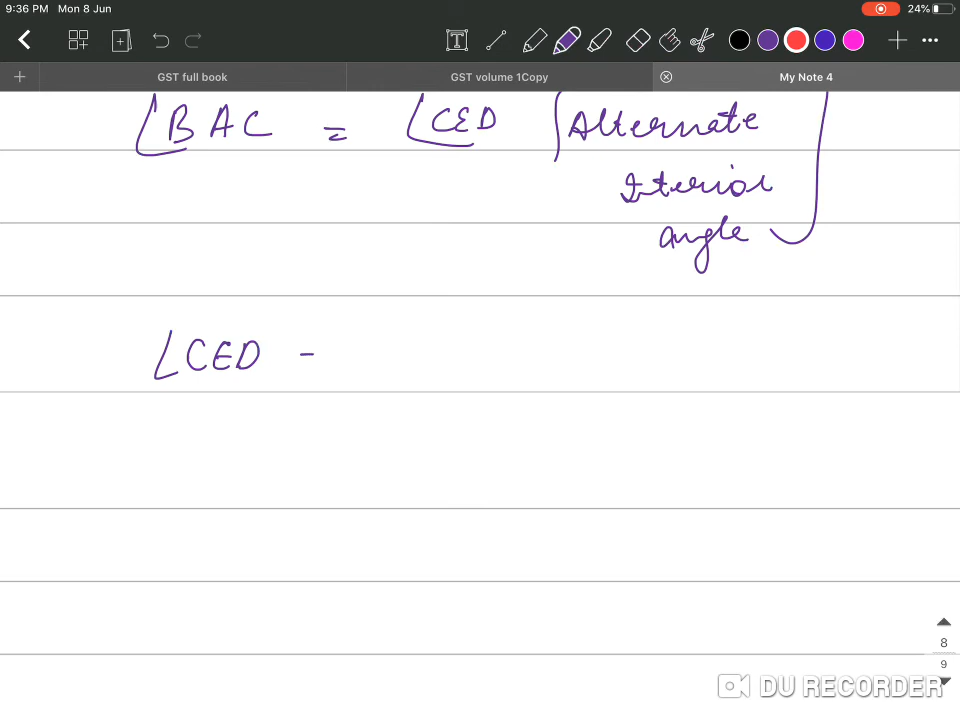 9:36 PM Mon 8 Jun 24%
GST full book GST volume 1Copy My Note 4
∠BAC = ∠CED (Alternate
Interior
angle)
∠CED -
8
9
DU RECORDER